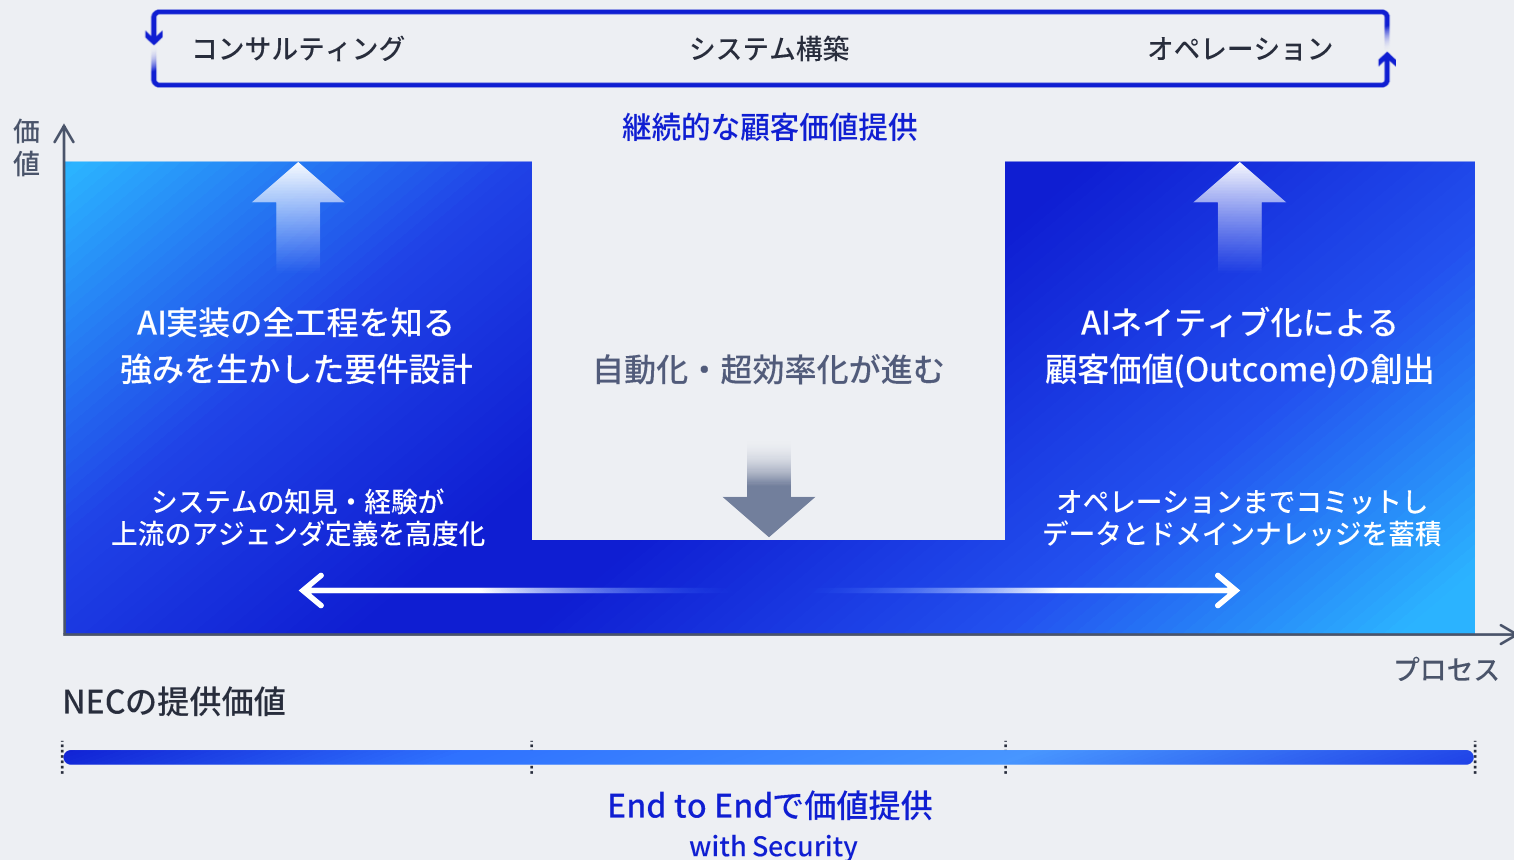 コンサルティング
システム構築
オペレーション
継続的な顧客価値提供
価値
AI実装の全工程を知る
強みを生かした要件設計
自動化・超効率化が進む
AIネイティブ化による
顧客価値(Outcome)の創出
システムの知見・経験が
上流のアジェンダ定義を高度化
オペレーションまでコミットし
データとドメインナレッジを蓄積
プロセス
NECの提供価値
End to Endで価値提供
with Security